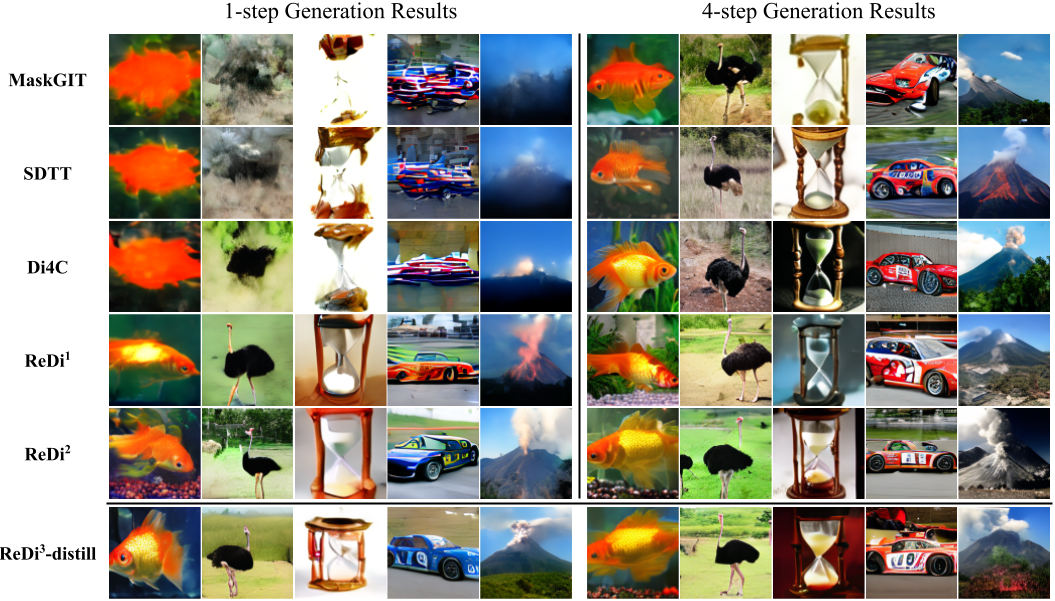 1-step Generation Results
4-step Generation Results
MaskGIT
SDTT
Di4C
ReDi¹
ReDi²
ReDi³-distill